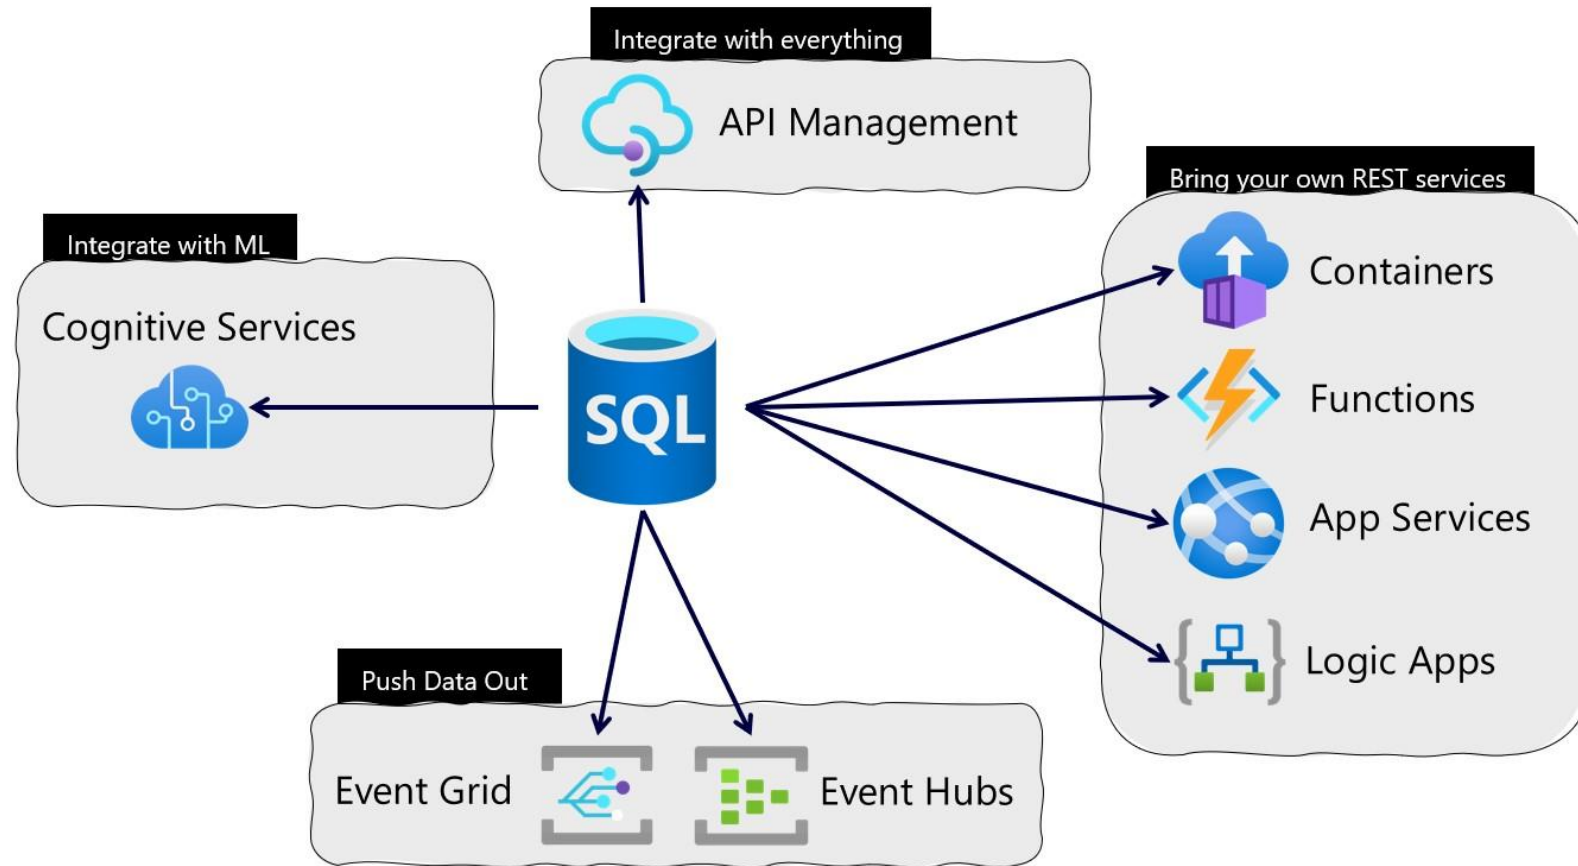 Integrate with everything
API Management
Bring your own REST services
Containers
Functions
App Services
Logic Apps
Integrate with ML
Cognitive Services
SQL
Push Data Out
Event Grid
Event Hubs